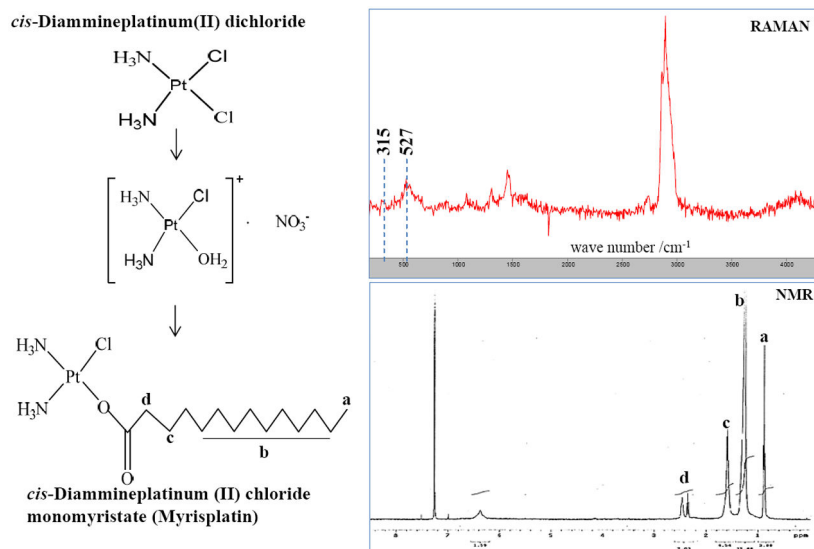 cis-Diammineplatinum(II) dichloride
H₃N
Cl
Pt
H₃N
Cl
H₃N
Cl
+
Pt
·
NO₃⁻
H₃N
OH₂
H₃N
Cl
Pt
H₃N
O
d
a
c
b
O
cis-Diammineplatinum (II) chloride
monomyristate (Myrisplatin)
RAMAN
315
527
wave number /cm⁻¹
500 1000 1500 2000 2500 3000 3500 4000
NMR
b
a
c
d
8 7 6 5 4 3 2 1 ppm